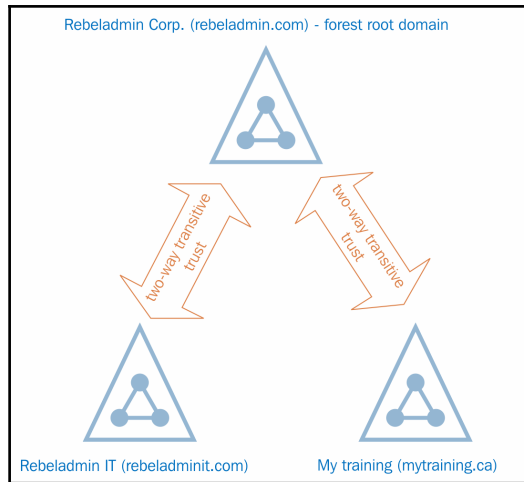 Rebeladmin Corp. (rebeladmin.com) - forest root domain
two-way transitive
trust
two-way transitive
trust
Rebeladmin IT (rebeladminit.com)
My training (mytraining.ca)